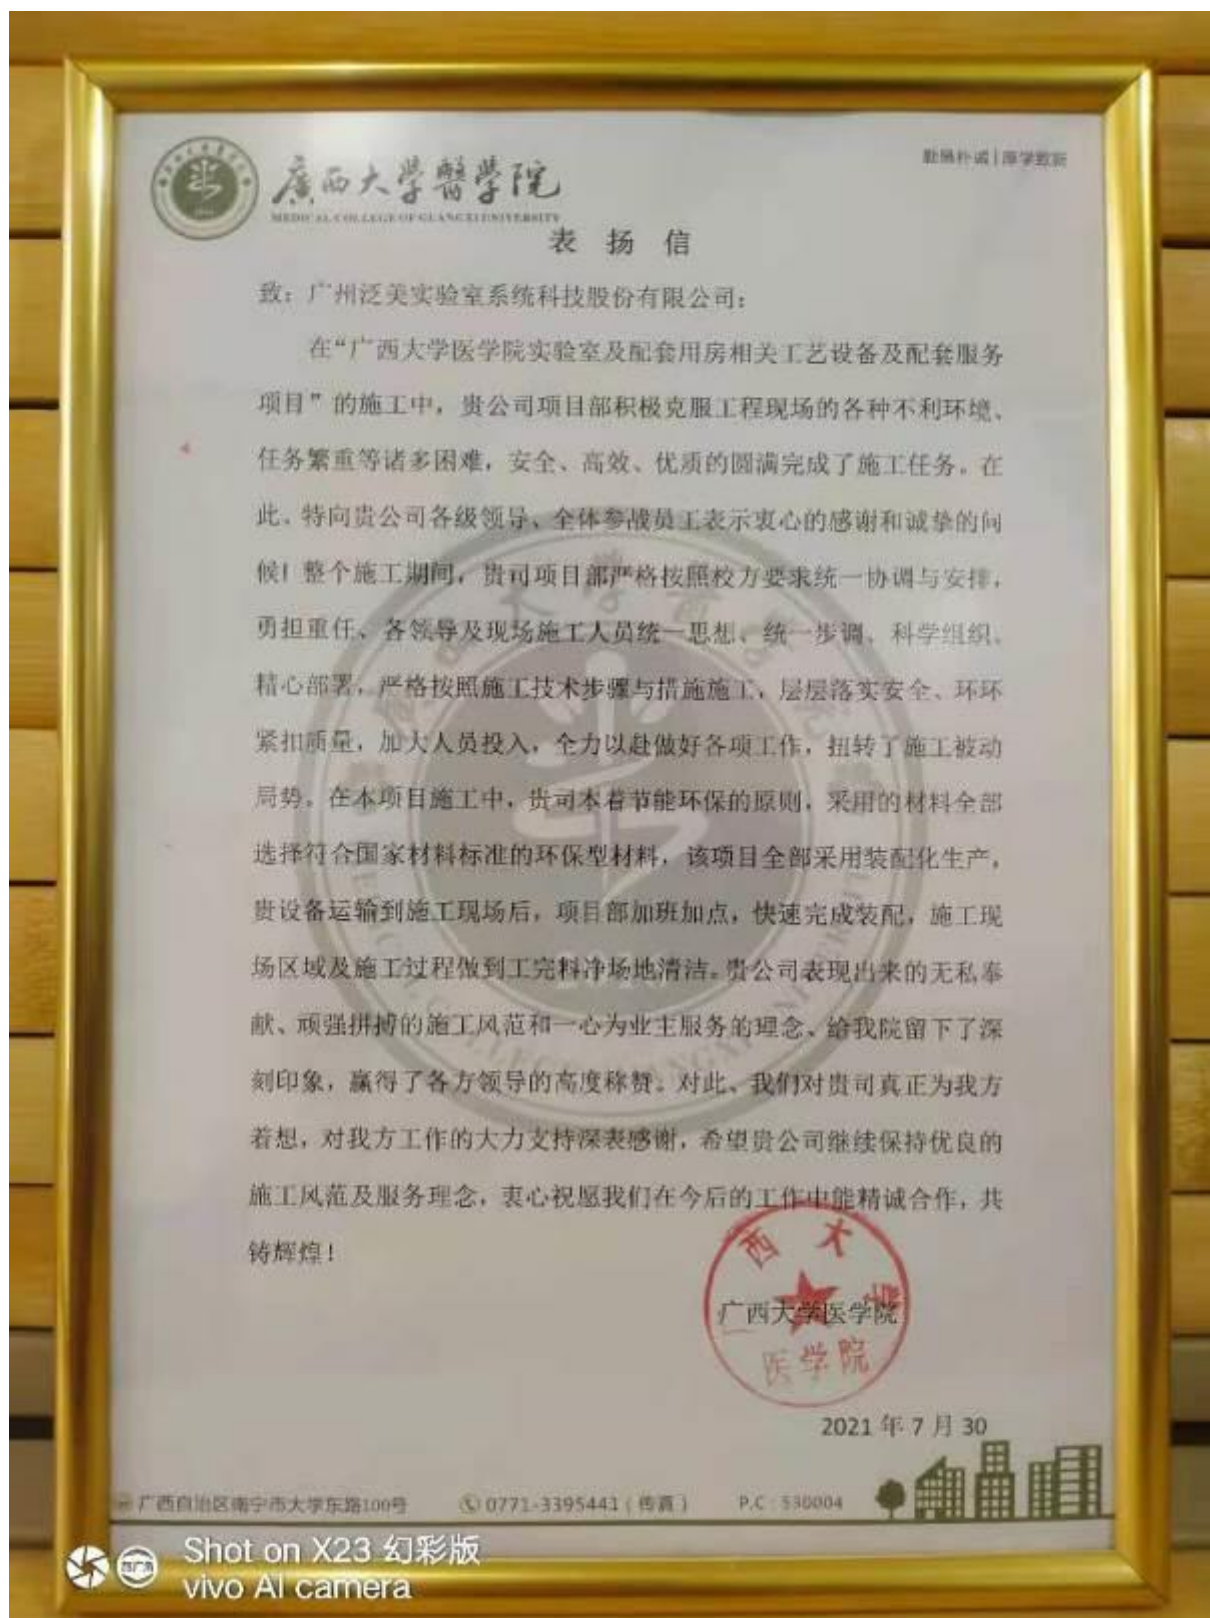 廣西大學醫學院
MEDICAL COLLEGE OF GUANGXI UNIVERSITY
勤恳朴诚|厚学致新
表 扬 信
致：广州泛美实验室系统科技股份有限公司：
在“广西大学医学院实验室及配套用房相关工艺设备及配套服务
项目”的施工中，贵公司项目部积极克服工程现场的各种不利环境、
任务繁重等诸多困难，安全、高效、优质的圆满完成了施工任务。在
此、特向贵公司各级领导、全体参战员工表示衷心的感谢和诚挚的问
候！整个施工期间，贵司项目部严格按照校方要求统一协调与安排，
勇担重任、各领导及现场施工人员统一思想、统一步调、科学组织、
精心部署，严格按照施工技术步骤与措施施工，层层落实安全、环环
紧扣质量，加大人员投入，全力以赴做好各项工作，扭转了施工被动
局势。在本项目施工中，贵司本着节能环保的原则，采用的材料全部
选择符合国家材料标准的环保型材料，该项目全部采用装配化生产，
贵设备运输到施工现场后，项目部加班加点，快速完成装配，施工现
场区域及施工过程做到工完料净场地清洁。贵公司表现出来的无私奉
献、顽强拼搏的施工风范和一心为业主服务的理念、给我院留下了深
刻印象，赢得了各方领导的高度称赞。对此、我们对贵司真正为我方
着想，对我方工作的大力支持深表感谢，希望贵公司继续保持优良的
施工风范及服务理念，衷心祝愿我们在今后的工作中能精诚合作，共
铸辉煌！
西大学
广西大学医学院
医学院
2021 年 7 月 30
广西自治区南宁市大学东路100号
0771-3395441（传真）
P.C：530004
Shot on X23 幻彩版
vivo AI camera